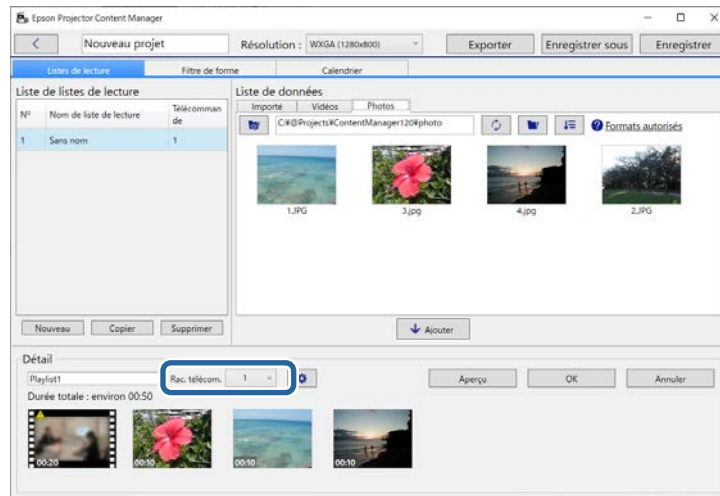 Epson Projector Content Manager
Nouveau projet Résolution : WXGA (1280x800) Exporter Enregistrer sous Enregistrer
Listes de lecture Filtre de forme Calendrier
Liste de listes de lecture
Nº Nom de liste de lecture Télécomman
de
1 Sans nom 1
Liste de données
Importé Vidéos Photos
C:¥@Projects¥ContentManager120¥photo Formats autorisés
1.JPG 3.jpg 4.jpg 2.JPG
Nouveau Copier Supprimer
Ajouter
Détail
Playlist1 Rac. télécom. 1 Aperçu OK Annuler
Durée totale : environ 00:50
00:20 00:10 00:10 00:10